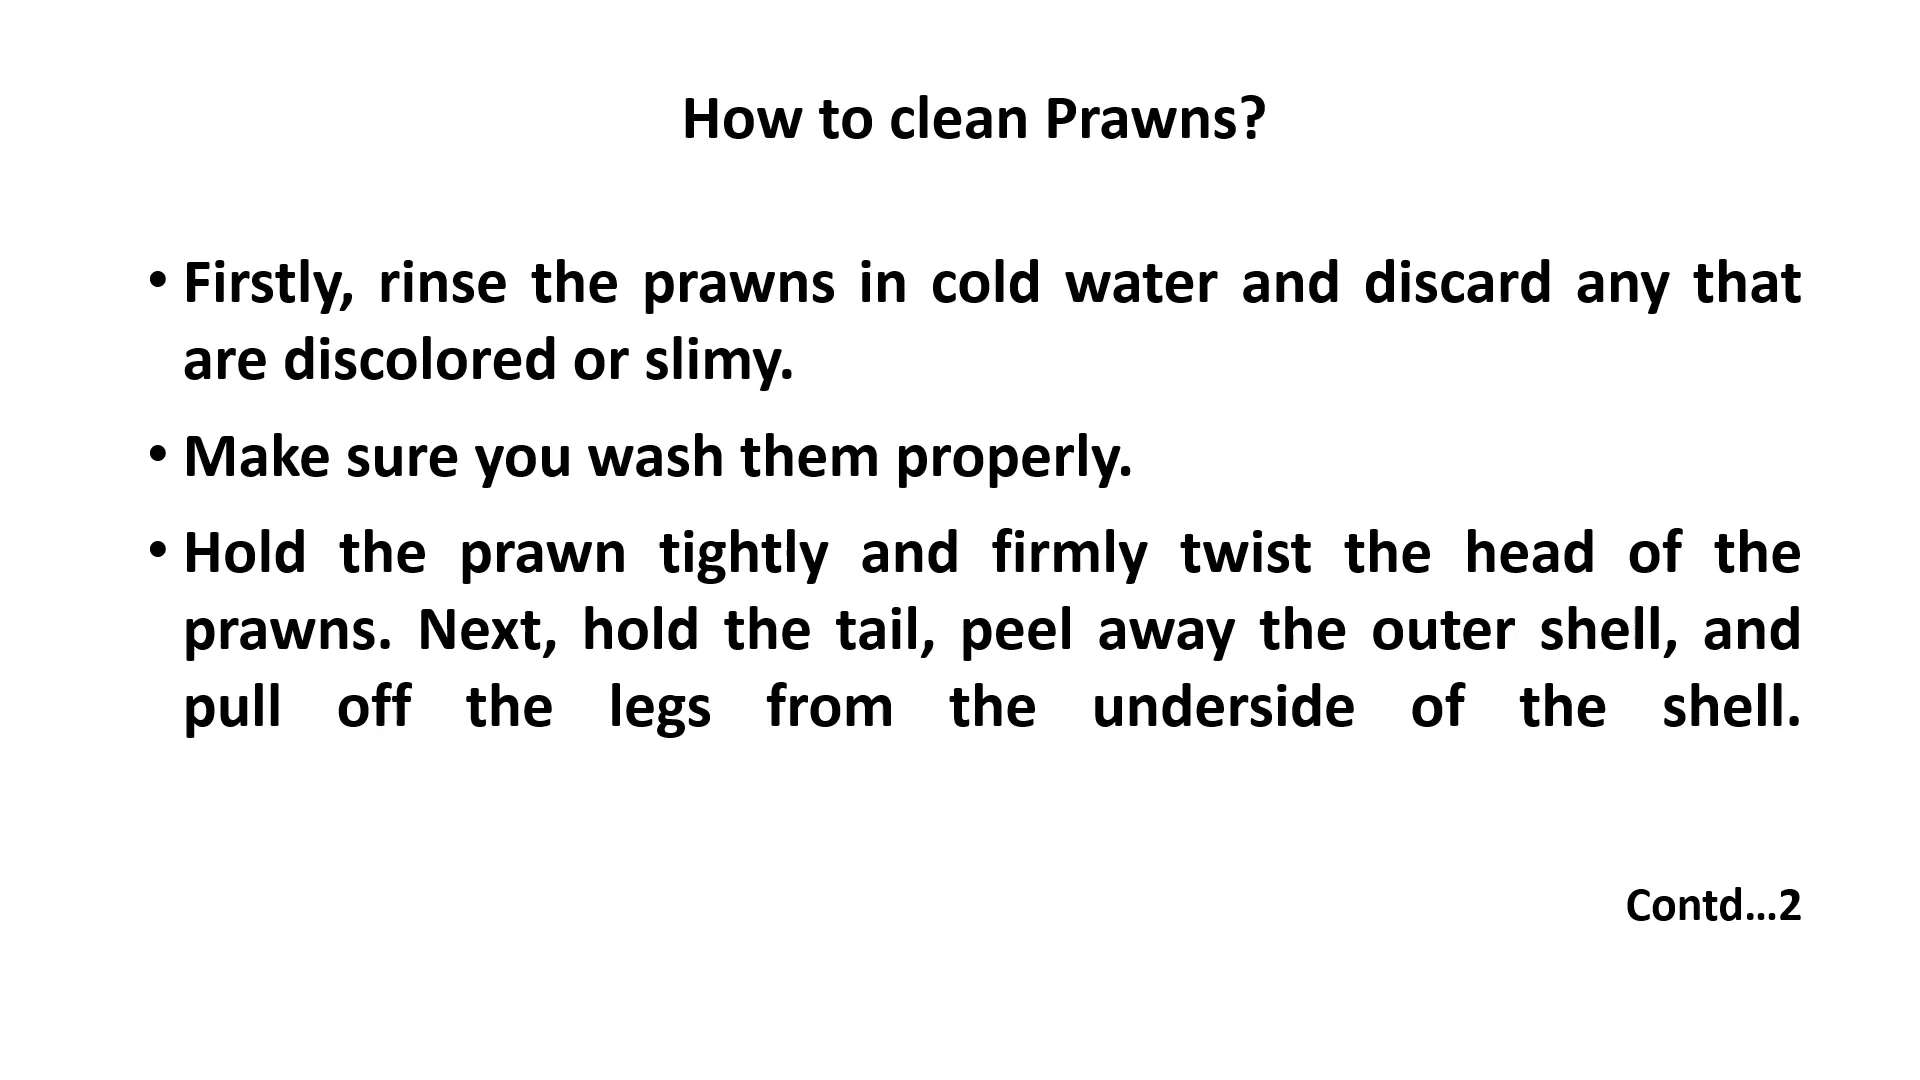 How to clean Prawns?
• Firstly, rinse the prawns in cold water and discard any that
are discolored or slimy.
• Make sure you wash them properly.
• Hold the prawn tightly and firmly twist the head of the
prawns. Next, hold the tail, peel away the outer shell, and
pull off the legs from the underside of the shell.
Contd…2